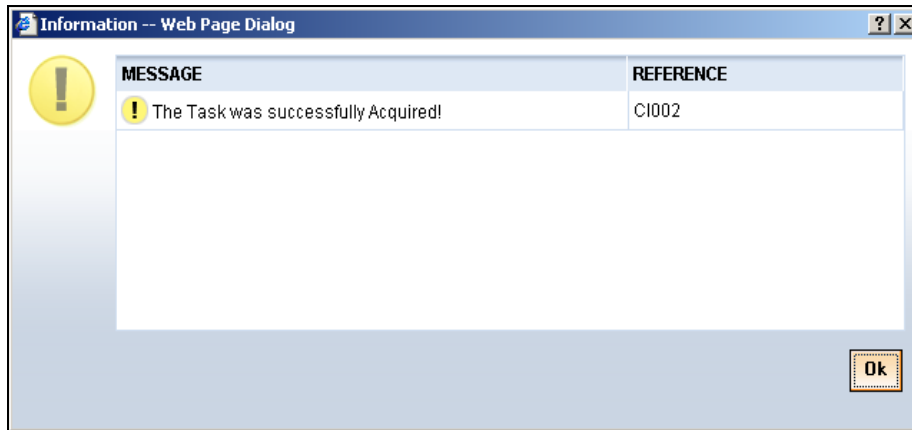 Information -- Web Page Dialog
MESSAGE REFERENCE
The Task was successfully Acquired! CI002
Ok